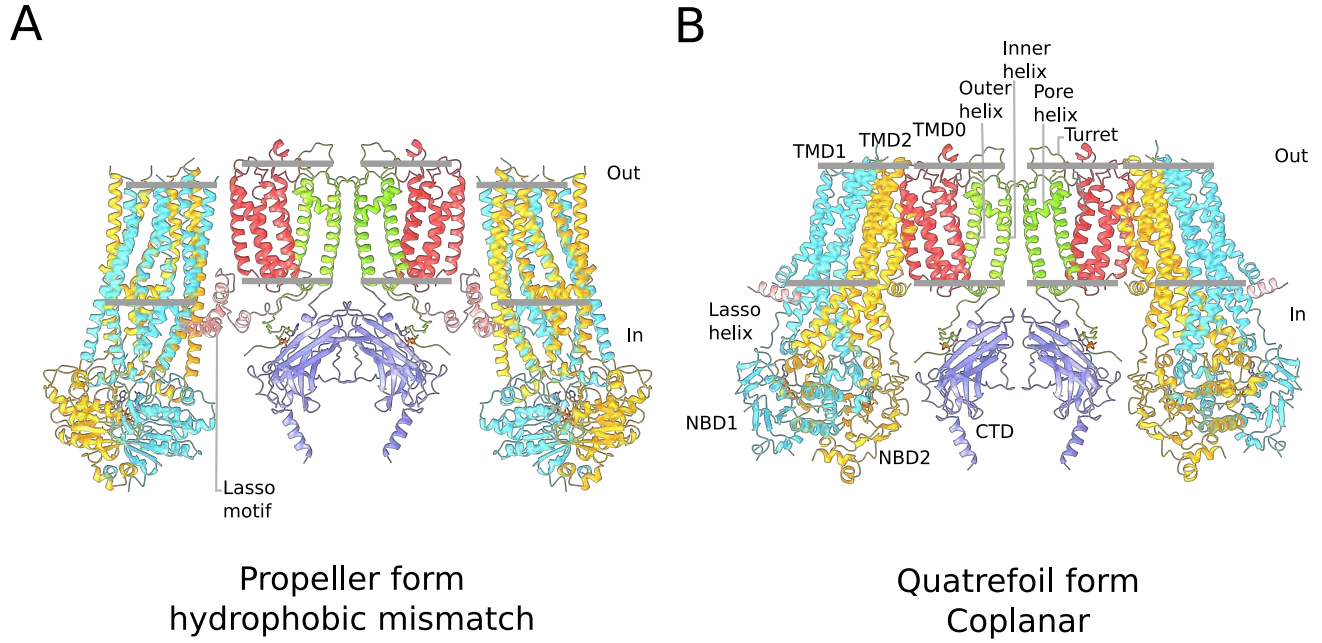 A
Out
In
Lasso
motif
Propeller form
hydrophobic mismatch
B
Inner
helix
Outer
helix
Pore
helix
Turret
TMD0
TMD2
TMD1
Out
Lasso
helix
In
NBD1
CTD
NBD2
Quatrefoil form
Coplanar